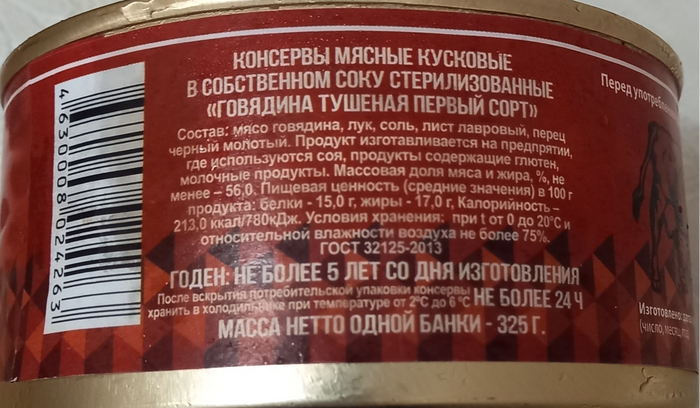 КОНСЕРВЫ МЯСНЫЕ КУСКОВЫЕ
В СОБСТВЕННОМ СОКУ СТЕРИЛИЗОВАННЫЕ
«ГОВЯДИНА ТУШЕНАЯ ПЕРВЫЙ СОРТ»
Состав: мясо говядина, лук, соль, лист лавровый, перец
черный молотый. Продукт изготавливается на предпрятии,
где используются соя, продукты содержащие глютен,
молочные продукты. Массовая доля мяса и жира, %, не
менее – 56,0. Пищевая ценность (средние значения) в 100 г
продукта: белки - 15,0 г, жиры - 17,0 г, Калорийность –
213,0 ккал/780кДж. Условия хранения: при t от 0 до 20°С и
относительной влажности воздуха не более 75%.
ГОСТ 32125-2013
ГОДЕН: НЕ БОЛЕЕ 5 ЛЕТ СО ДНЯ ИЗГОТОВЛЕНИЯ
После вскрытия потребительской упаковки консервы
хранить в холодильнике при температуре от 2°С до 6 °С НЕ БОЛЕЕ 24 Ч
МАССА НЕТТО ОДНОЙ БАНКИ - 325 Г.
4630008024263
Перед
Изготовлено:
(число, месяц,